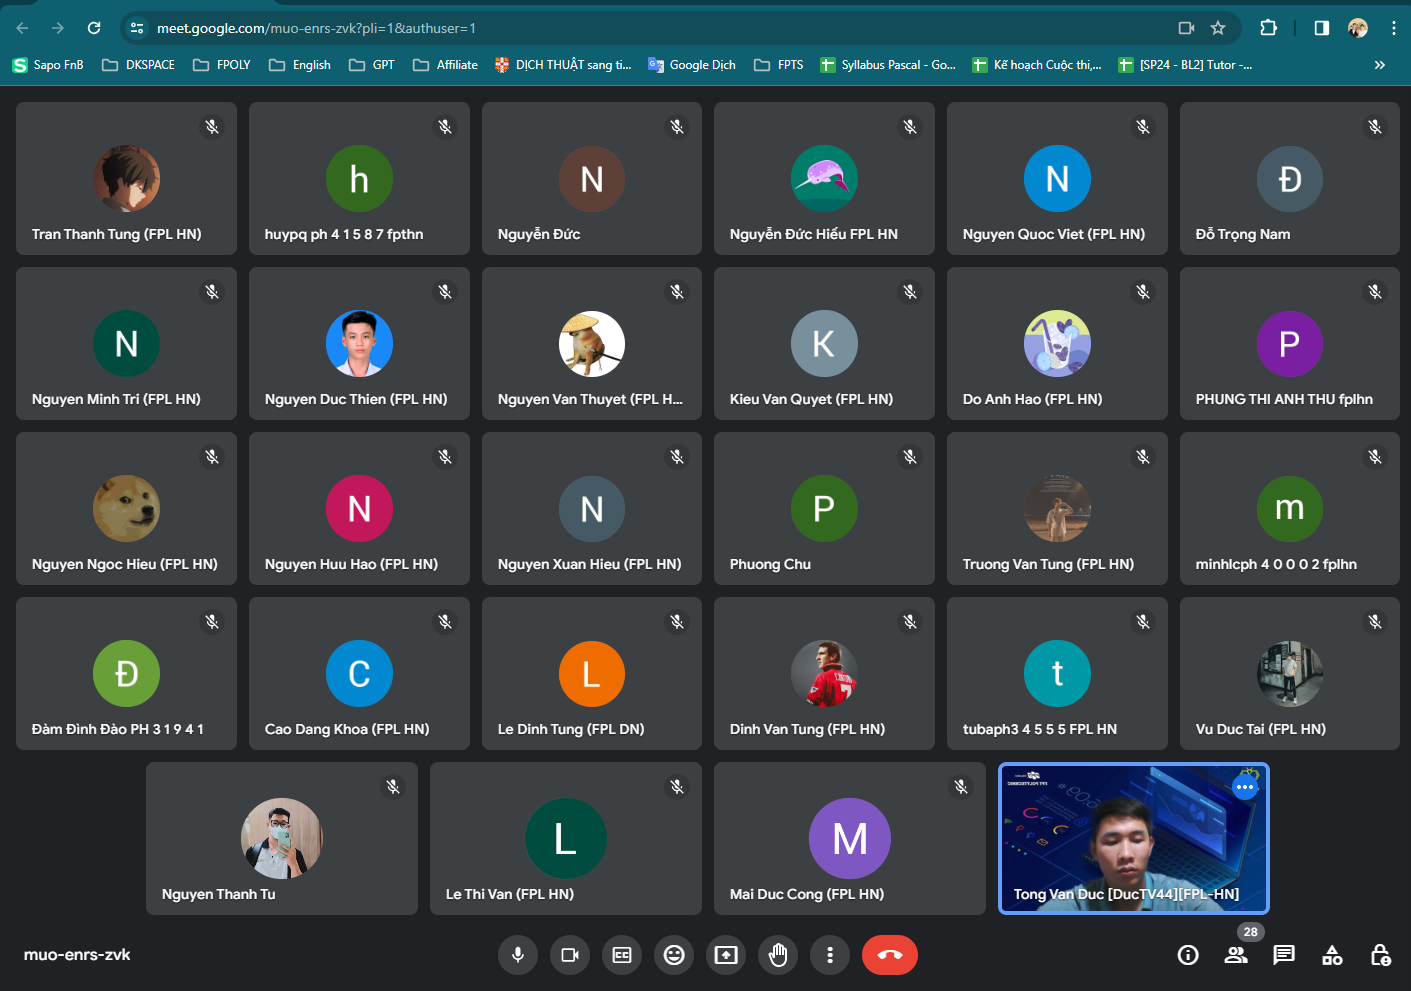 meet.google.com/muo-enrs-zvk?pli=1&authuser=1
Sapo FnB DKSPACE FPOLY English GPT Affiliate DỊCH THUẬT sang ti... Google Dịch FPTS Syllabus Pascal - Go... Kế hoạch Cuộc thi,... [SP24 - BL2] Tutor -... »
h N N Đ
Tran Thanh Tung (FPL HN) huypq ph 4 1 5 8 7 fpthn Nguyễn Đức Nguyễn Đức Hiếu FPL HN Nguyen Quoc Viet (FPL HN) Đỗ Trọng Nam
N K P
Nguyen Minh Tri (FPL HN) Nguyen Duc Thien (FPL HN) Nguyen Van Thuyet (FPL H... Kieu Van Quyet (FPL HN) Do Anh Hao (FPL HN) PHUNG THI ANH THU fplhn
N N P m
Nguyen Ngoc Hieu (FPL HN) Nguyen Huu Hao (FPL HN) Nguyen Xuan Hieu (FPL HN) Phuong Chu Truong Van Tung (FPL HN) minhlcph 4 0 0 0 2 fplhn
Đ C L 7 t
Đàm Đình Đào PH 3 1 9 4 1 Cao Dang Khoa (FPL HN) Le Dinh Tung (FPL DN) Dinh Van Tung (FPL HN) tubaph3 4 5 5 5 FPL HN Vu Duc Tai (FPL HN)
L M
Nguyen Thanh Tu Le Thi Van (FPL HN) Mai Duc Cong (FPL HN) Tong Van Duc [DucTV44][FPL-HN]
28
muo-enrs-zvk